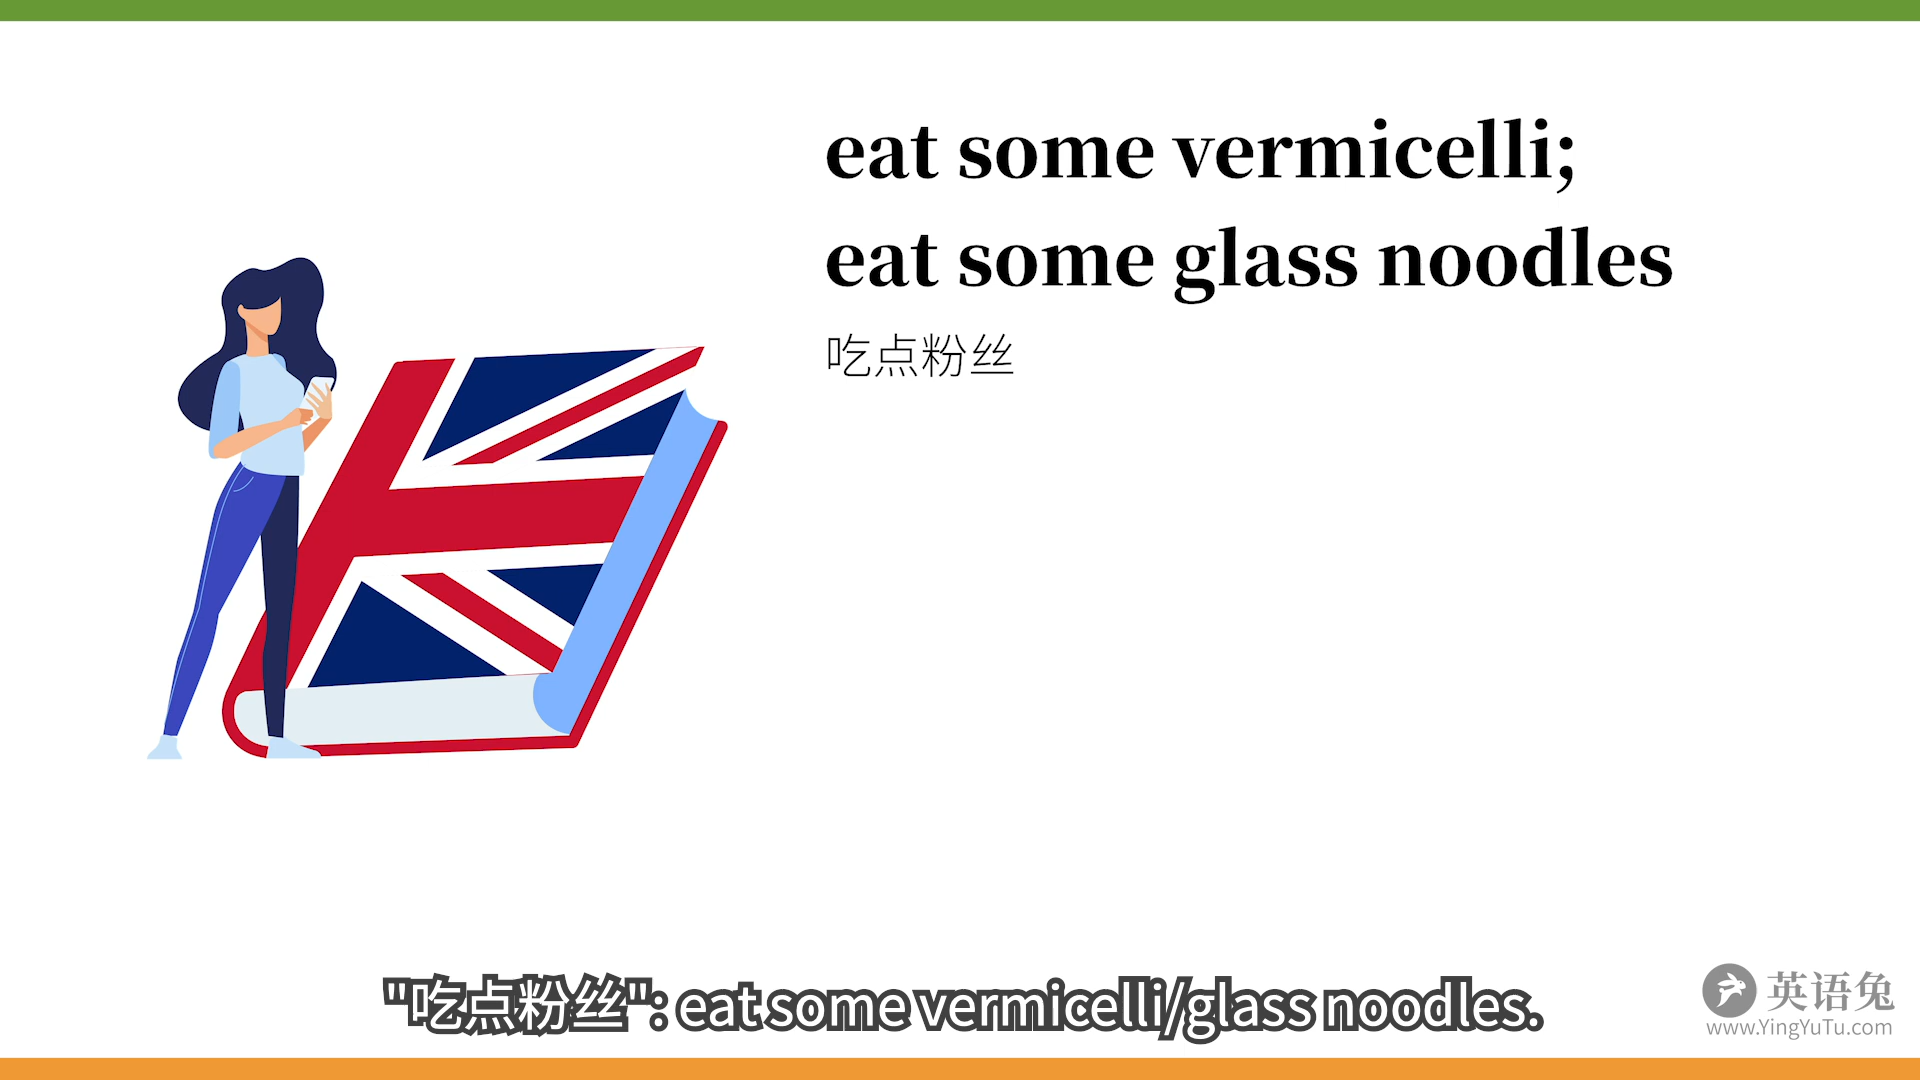 eat some vermicelli;
eat some glass noodles
吃点粉丝
"吃点粉丝": eat some vermicelli/glass noodles.
英语兔
www.YingYuTu.com